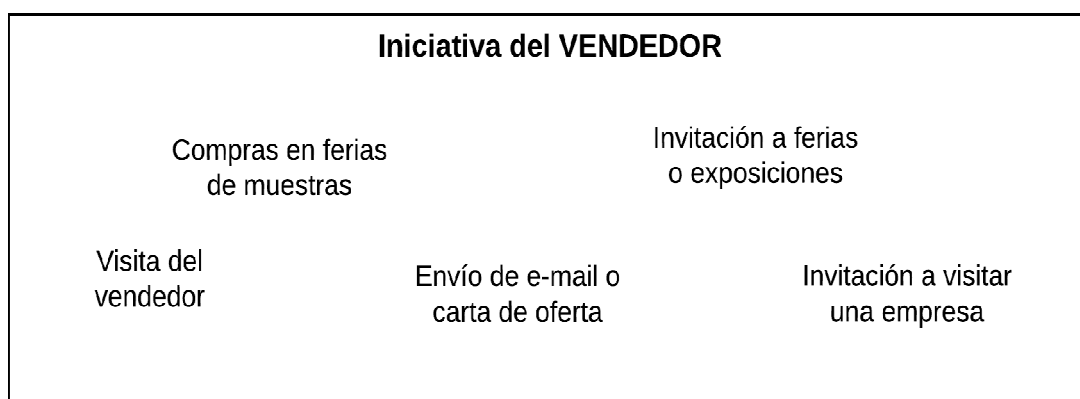 Iniciativa del VENDEDOR
Compras en ferias
de muestras
Invitación a ferias
o exposiciones
Visita del
vendedor
Envío de e-mail o
carta de oferta
Invitación a visitar
una empresa